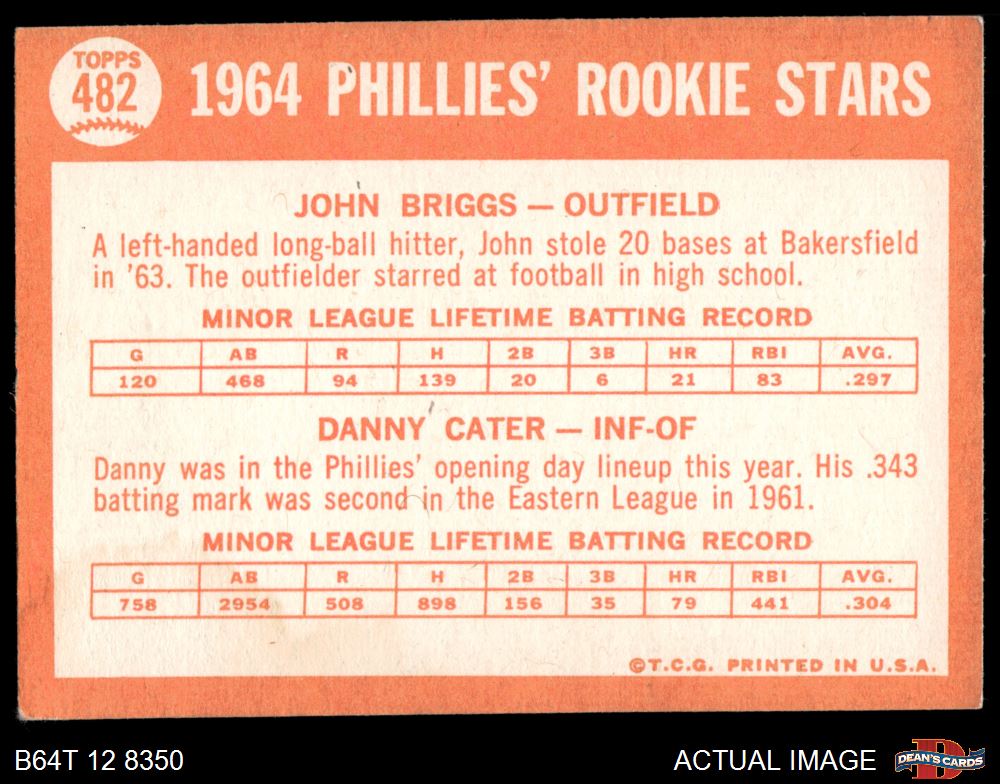 TOPPS
482
1964 PHILLIES' ROOKIE STARS
JOHN BRIGGS — OUTFIELD
A left-handed long-ball hitter, John stole 20 bases at Bakersfield
in '63. The outfielder starred at football in high school.
MINOR LEAGUE LIFETIME BATTING RECORD
G AB R H 2B 3B HR RBI AVG.
120 468 94 139 20 6 21 83 .297
DANNY CATER — INF-OF
Danny was in the Phillies' opening day lineup this year. His .343
batting mark was second in the Eastern League in 1961.
MINOR LEAGUE LIFETIME BATTING RECORD
G AB R H 2B 3B HR RBI AVG.
758 2954 508 898 156 35 79 441 .304
©T.C.G. PRINTED IN U.S.A.
B64T 12 8350
ACTUAL IMAGE
D
DEAN'S CARDS